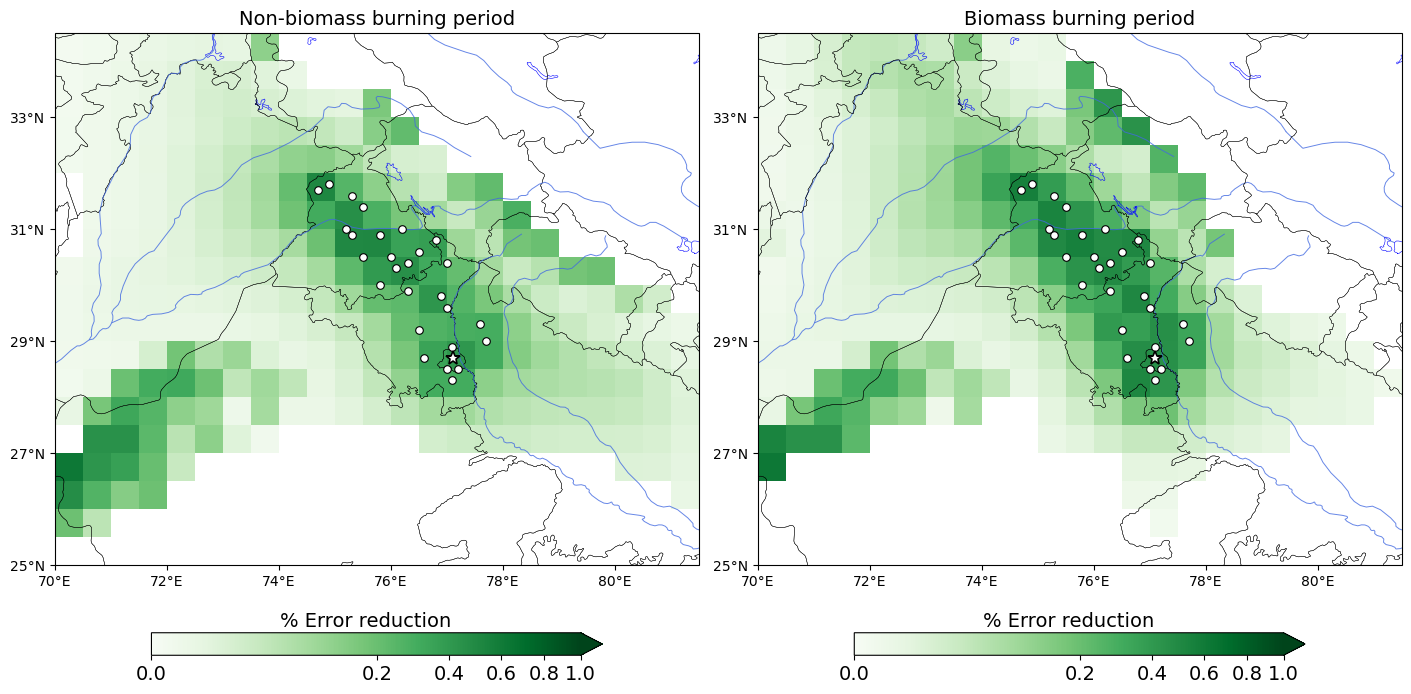 Non-biomass burning period
Biomass burning period
33°N
33°N
31°N
31°N
29°N
29°N
27°N
27°N
25°N
25°N
70°E 72°E 74°E 76°E 78°E 80°E
70°E 72°E 74°E 76°E 78°E 80°E
% Error reduction
% Error reduction
0.0 0.2 0.4 0.6 0.8 1.0
0.0 0.2 0.4 0.6 0.8 1.0